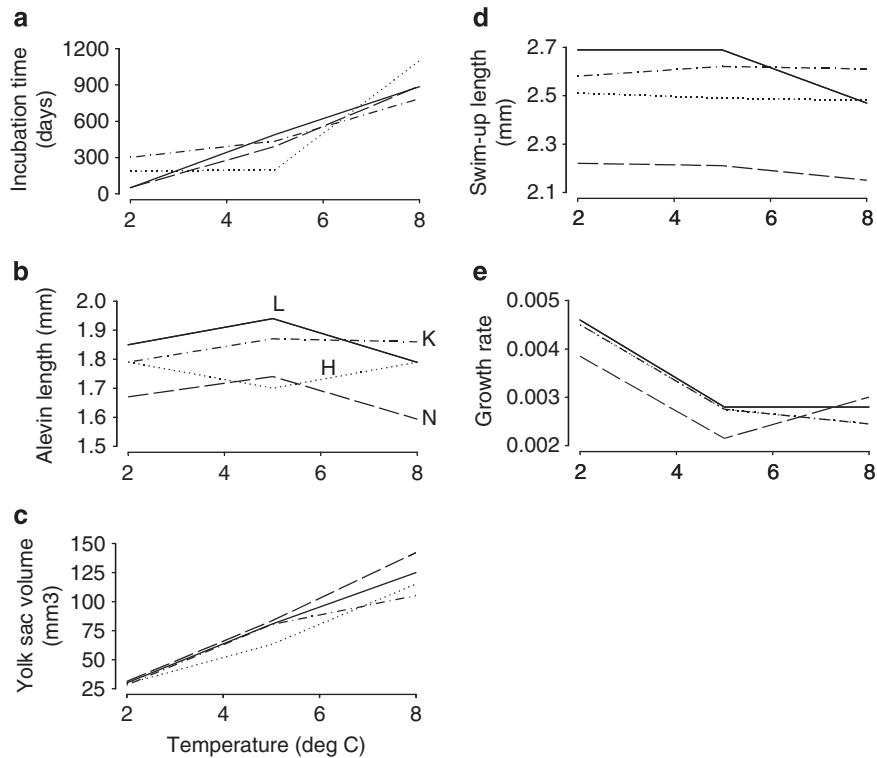 a
Incubation time
(days)
1200
900
600
300
0
2 4 6 8
b
Alevin length (mm)
2.0
1.9
1.8
1.7
1.6
1.5
L
K
H
N
2 4 6 8
c
Yolk sac volume
(mm3)
150
125
100
75
50
25
2 4 6 8
Temperature (deg C)
d
Swim-up length
(mm)
2.7
2.5
2.3
2.1
2 4 6 8
e
Growth rate
0.005
0.004
0.003
0.002
2 4 6 8